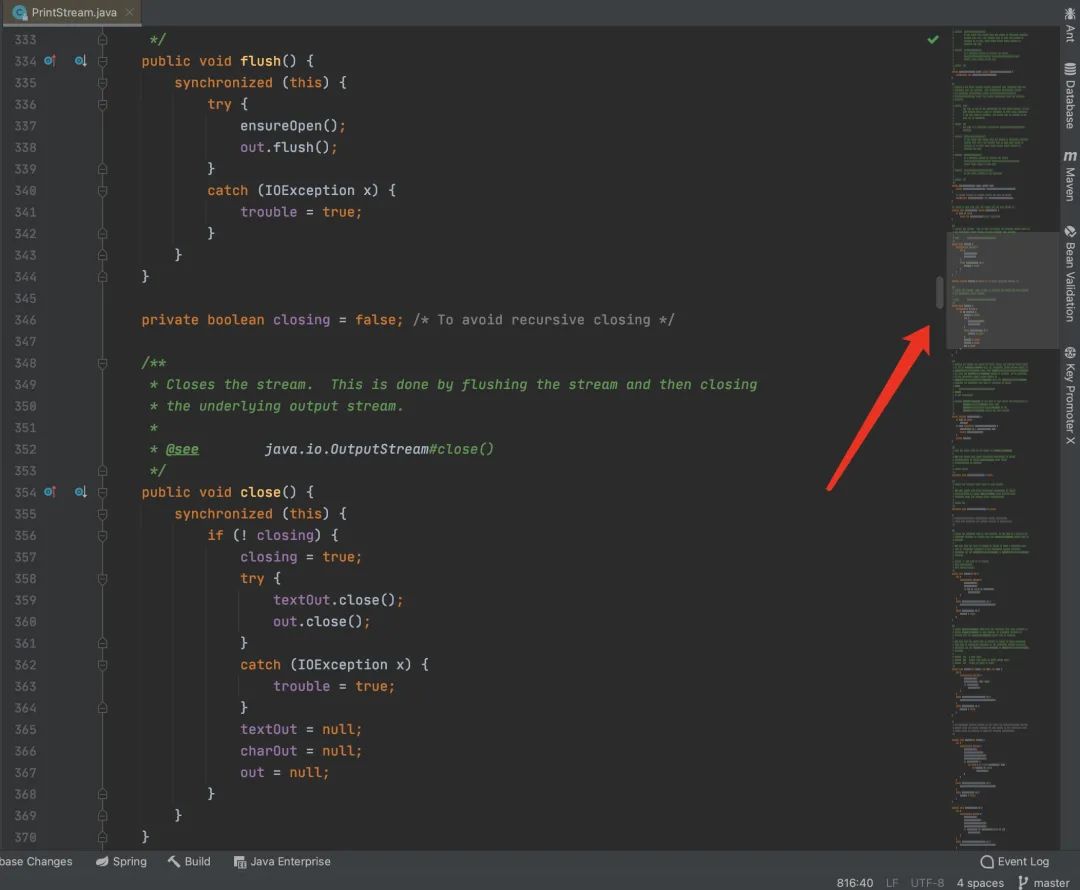 PrintStream.java
333 */
334 public void flush() {
335 synchronized (this) {
336 try {
337 ensureOpen();
338 out.flush();
339 }
340 catch (IOException x) {
341 trouble = true;
342 }
343 }
344 }
345
346 private boolean closing = false; /* To avoid recursive closing */
347
348 /**
349 * Closes the stream.  This is done by flushing the stream and then closing
350 * the underlying output stream.
351 *
352 * @see        java.io.OutputStream#close()
353 */
354 public void close() {
355 synchronized (this) {
356 if (! closing) {
357 closing = true;
358 try {
359 textOut.close();
360 out.close();
361 }
362 catch (IOException x) {
363 trouble = true;
364 }
365 textOut = null;
366 charOut = null;
367 out = null;
368 }
369 }
370 }
Ant
Database
Maven
Bean Validation
Key Promoter X
base Changes Spring Build Java Enterprise Event Log
816:40 LF UTF-8 4 spaces master